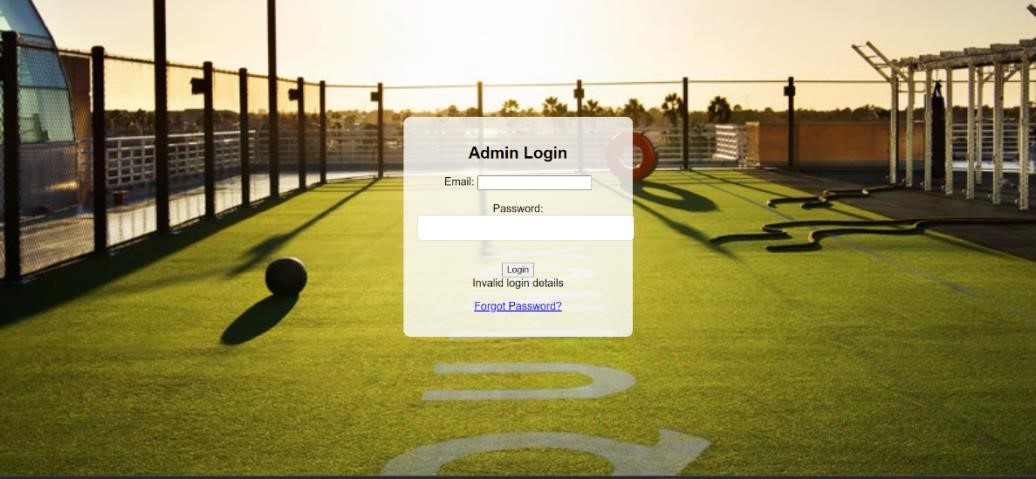 Admin Login
Email:
Password:
Login
Invalid login details
Forgot Password?